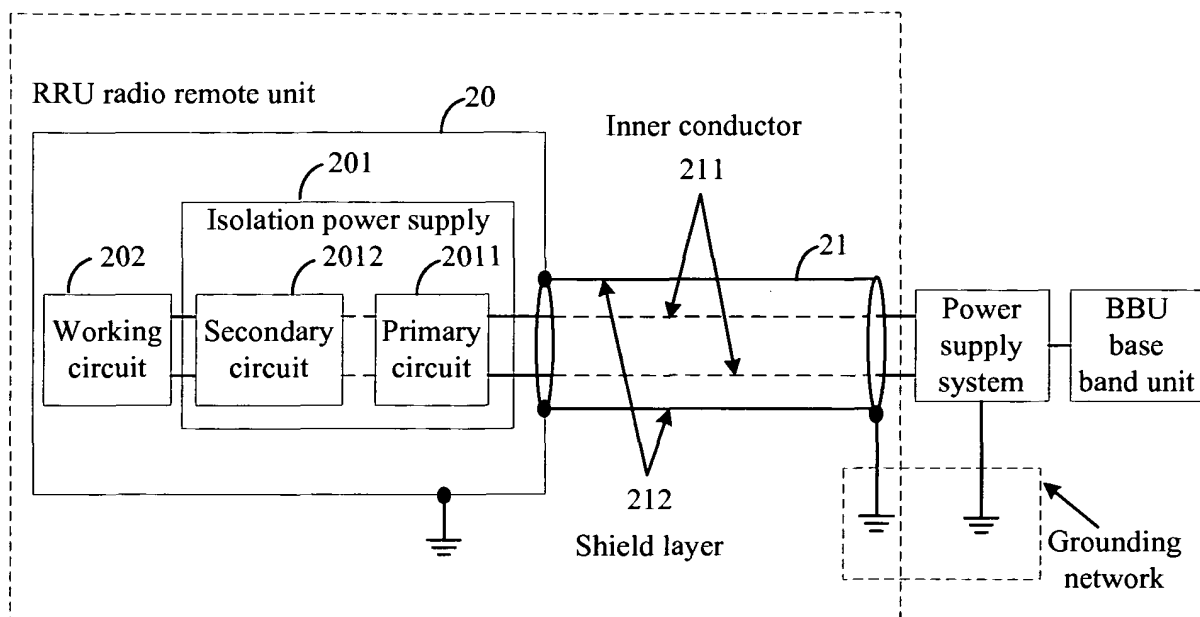 RRU radio remote unit
20
201
Isolation power supply
202
2012
2011
Working
circuit
Secondary
circuit
Primary
circuit
Inner conductor
211
21
212
Shield layer
Power
supply
system
BBU
base
band unit
Grounding
network